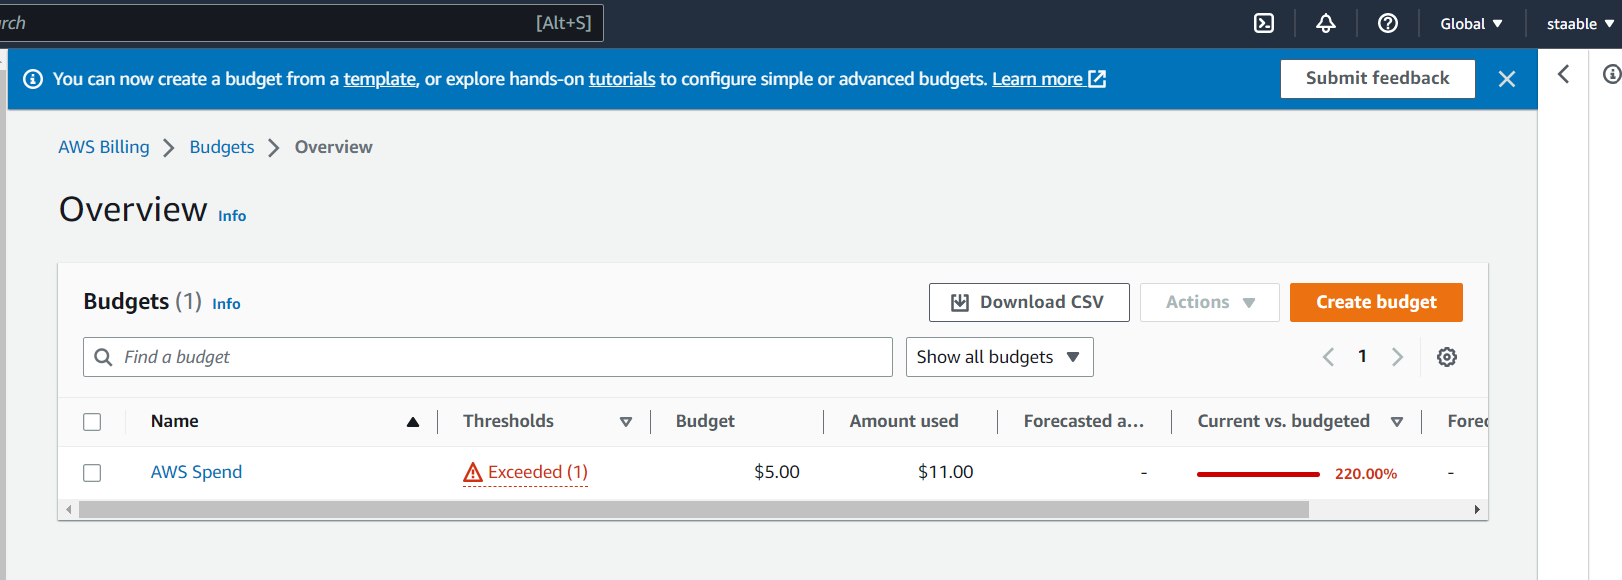 rch [Alt+S] Global staable
You can now create a budget from a template, or explore hands-on tutorials to configure simple or advanced budgets. Learn more Submit feedback
AWS Billing Budgets Overview
Overview Info
Budgets (1) Info Download CSV Actions Create budget
Find a budget Show all budgets 1
Name Thresholds Budget Amount used Forecasted a... Current vs. budgeted Forec
AWS Spend Exceeded (1) $5.00 $11.00 - 220.00% -